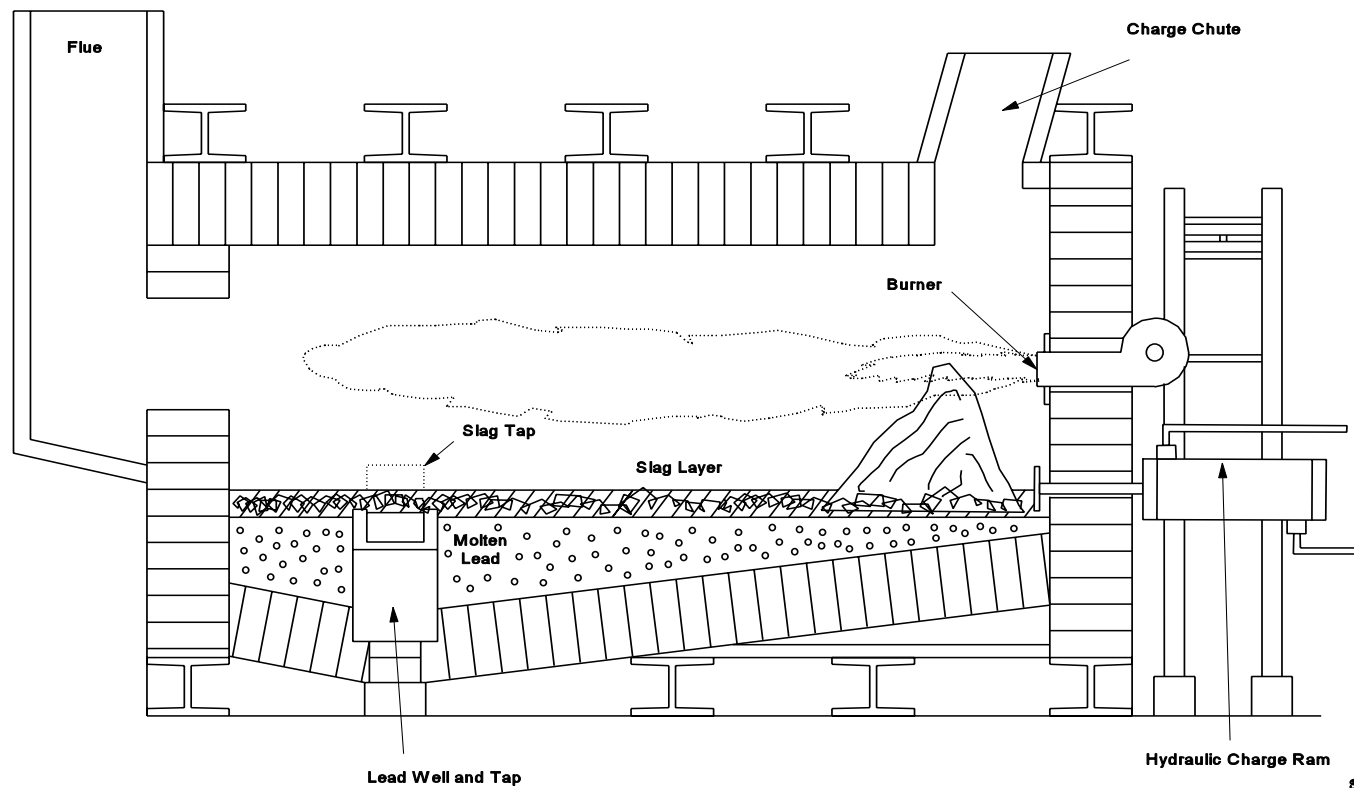 Flue
Charge Chute
Burner
Slag Tap
Slag Layer
Molten
Lead
Hydraulic Charge Ram
Lead Well and Tap